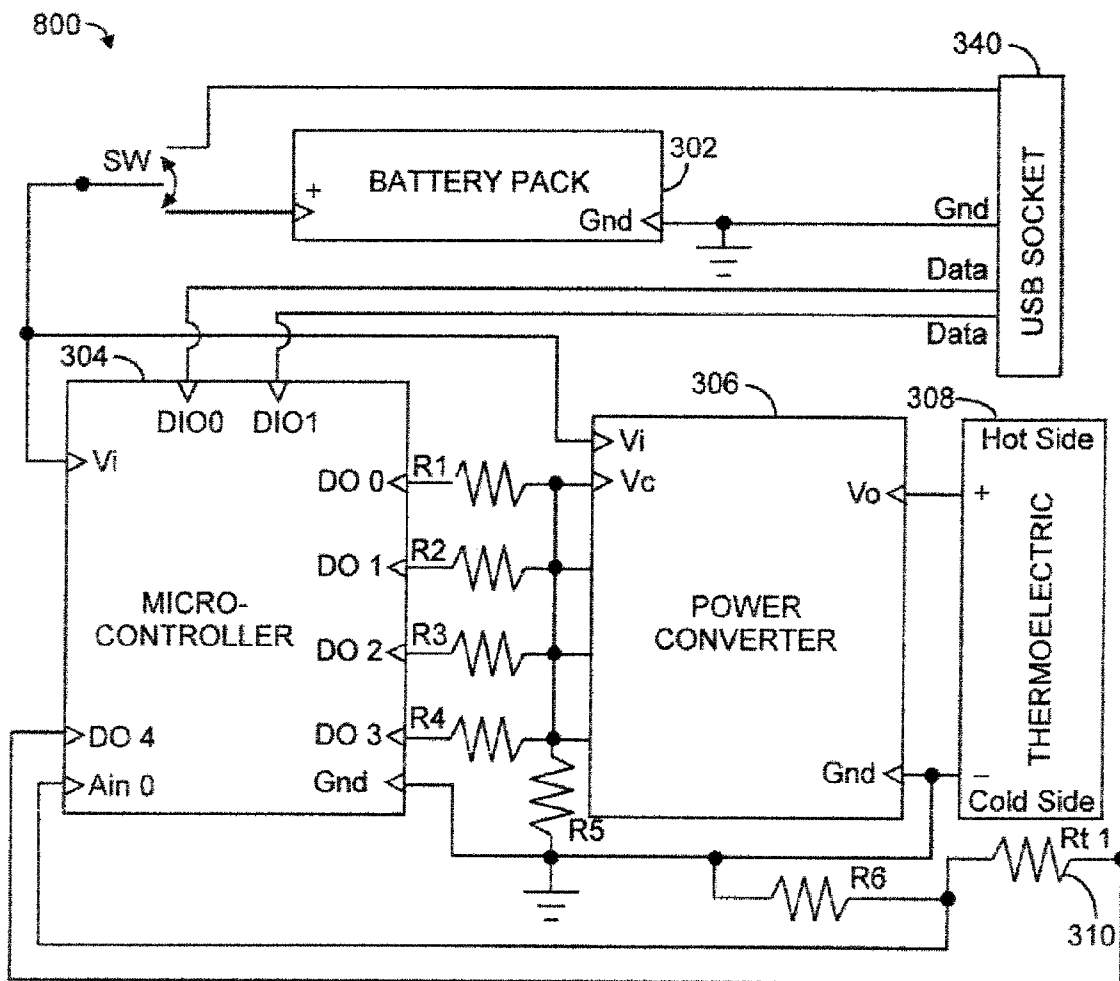 800
340
SW
BATTERY PACK
302
+
Gnd
Gnd
Data
Data
USB SOCKET
304
306
308
DIO0 DIO1
Vi
DO 0
R1
Vi
Vc
Vo
Hot Side
+
DO 1
R2
MICRO-
CONTROLLER
DO 2
R3
POWER
CONVERTER
THERMOELECTRIC
DO 4
DO 3
R4
Ain 0
Gnd
Gnd
−
Cold Side
R5
Rt 1
R6
310